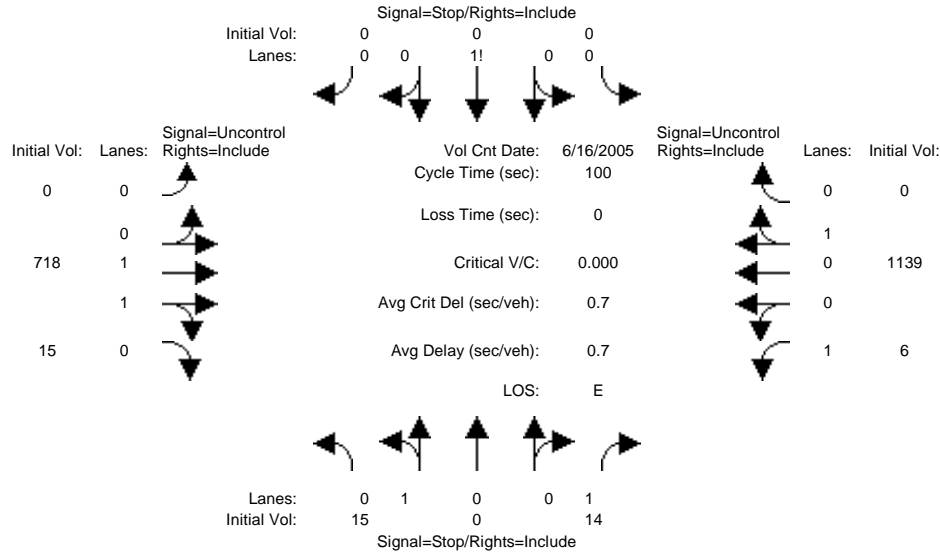 Signal=Stop/Rights=Include
Initial Vol: 0 0 0
Lanes: 0 0 1! 0 0
Signal=Uncontrol
Initial Vol: Lanes: Rights=Include
Vol Cnt Date: 6/16/2005
Signal=Uncontrol
Rights=Include Lanes: Initial Vol:
Cycle Time (sec): 100
0 0
0 0
Loss Time (sec): 0
0
1
718 1
Critical V/C: 0.000
0 1139
1
Avg Crit Del (sec/veh): 0.7
0
15 0
Avg Delay (sec/veh): 0.7
1 6
LOS: E
Lanes: 0 1 0 0 1
Initial Vol: 15 0 14
Signal=Stop/Rights=Include